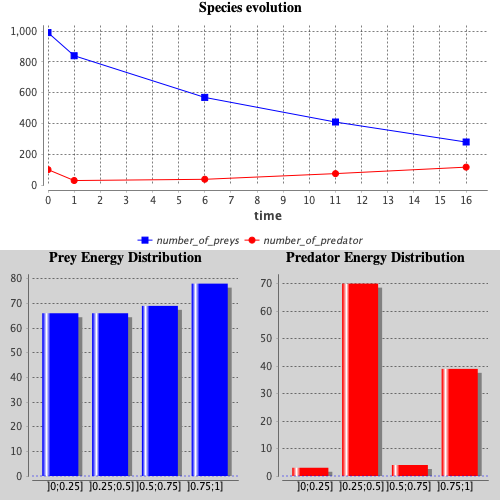 Species evolution
1,000
800
600
400
200
0
0 1 2 3 4 5 6 7 8 9 10 11 12 13 14 15 16
time
number_of_preys number_of_predator
Prey Energy Distribution
80
70
60
50
40
30
20
10
0
]0;0.25] ]0.25;0.5] ]0.5;0.75] ]0.75;1]
Predator Energy Distribution
70
60
50
40
30
20
10
0
]0;0.25] ]0.25;0.5] ]0.5;0.75] ]0.75;1]